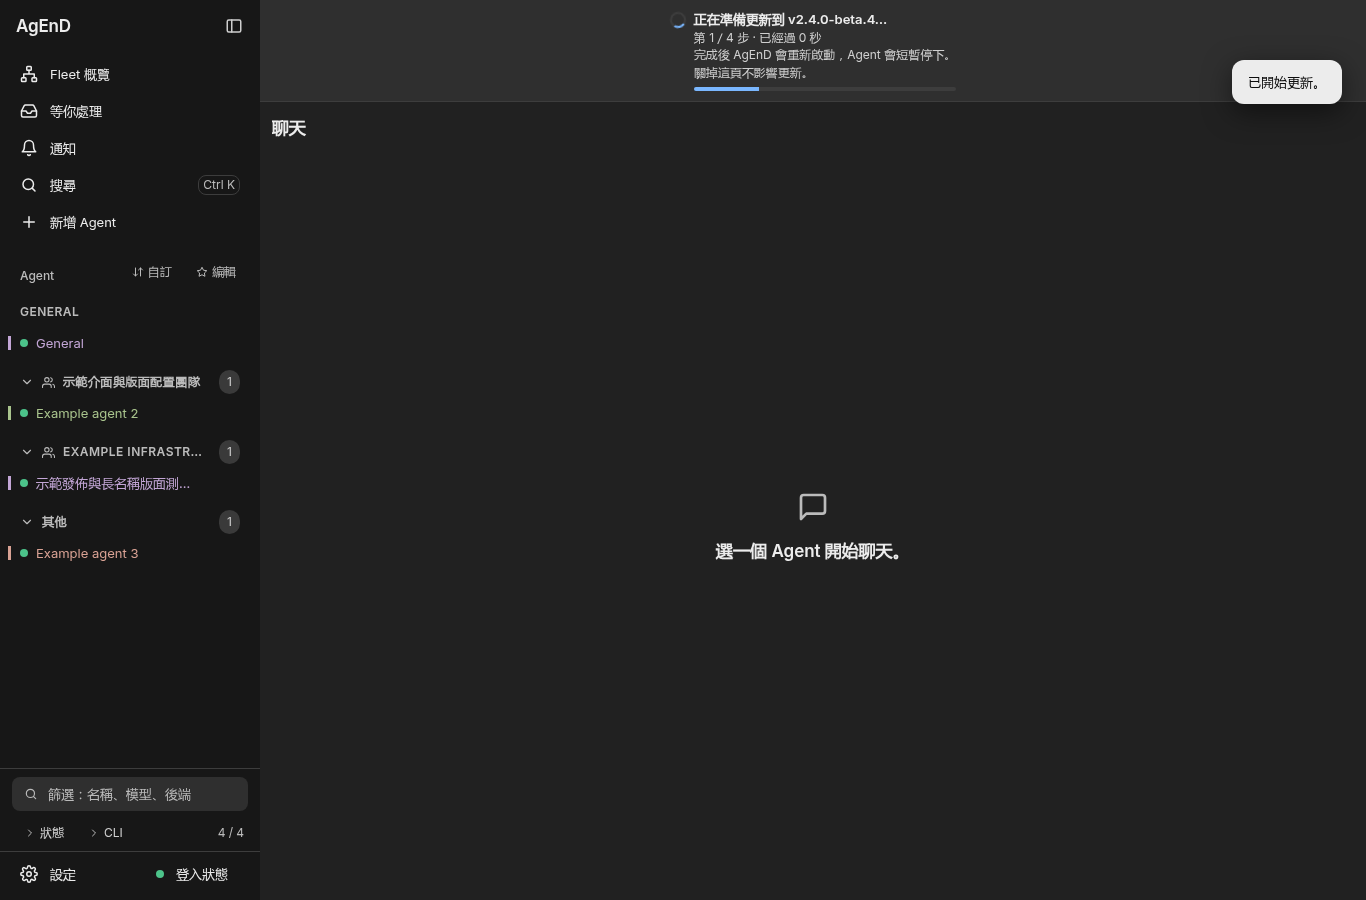 AgEnD
Fleet 概覽
等你處理
通知
搜尋
Ctrl K
新增 Agent
Agent
自訂
編輯
GENERAL
General
示範介面與版面配置團隊
1
Example agent 2
EXAMPLE INFRASTR...
1
示範發佈與長名稱版面測...
其他
1
Example agent 3
篩選：名稱、模型、後端
狀態
CLI
4 / 4
設定
登入狀態
正在準備更新到 v2.4.0-beta.4...
第 1 / 4 步 · 已經過 0 秒
完成後 AgEnD 會重新啟動，Agent 會短暫停下。
關掉這頁不影響更新。
已開始更新。
聊天
選一個 Agent 開始聊天。